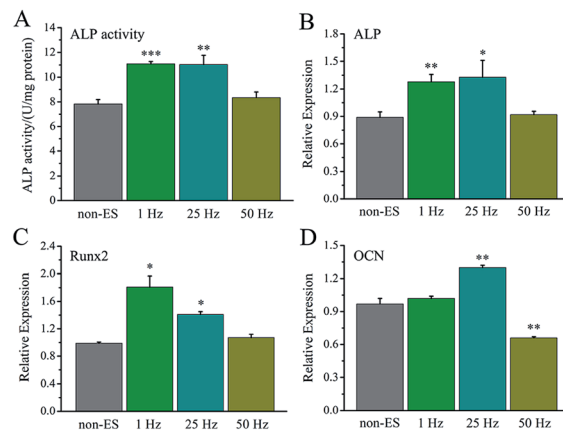 A
ALP activity
ALP activity/(U/mg protein)
14
12
10
8
6
4
2
0
***
**
non-ES 1 Hz 25 Hz 50 Hz
B
ALP
Relative Expression
1.8
1.5
1.2
0.9
0.6
0.3
0.0
**
*
non-ES 1 Hz 25 Hz 50 Hz
C
Runx2
Relative Expression
2.4
2.0
1.6
1.2
0.8
0.4
0.0
*
*
non-ES 1 Hz 25 Hz 50 Hz
D
OCN
Relative Expression
1.5
1.2
0.9
0.6
0.3
0.0
**
**
non-ES 1 Hz 25 Hz 50 Hz